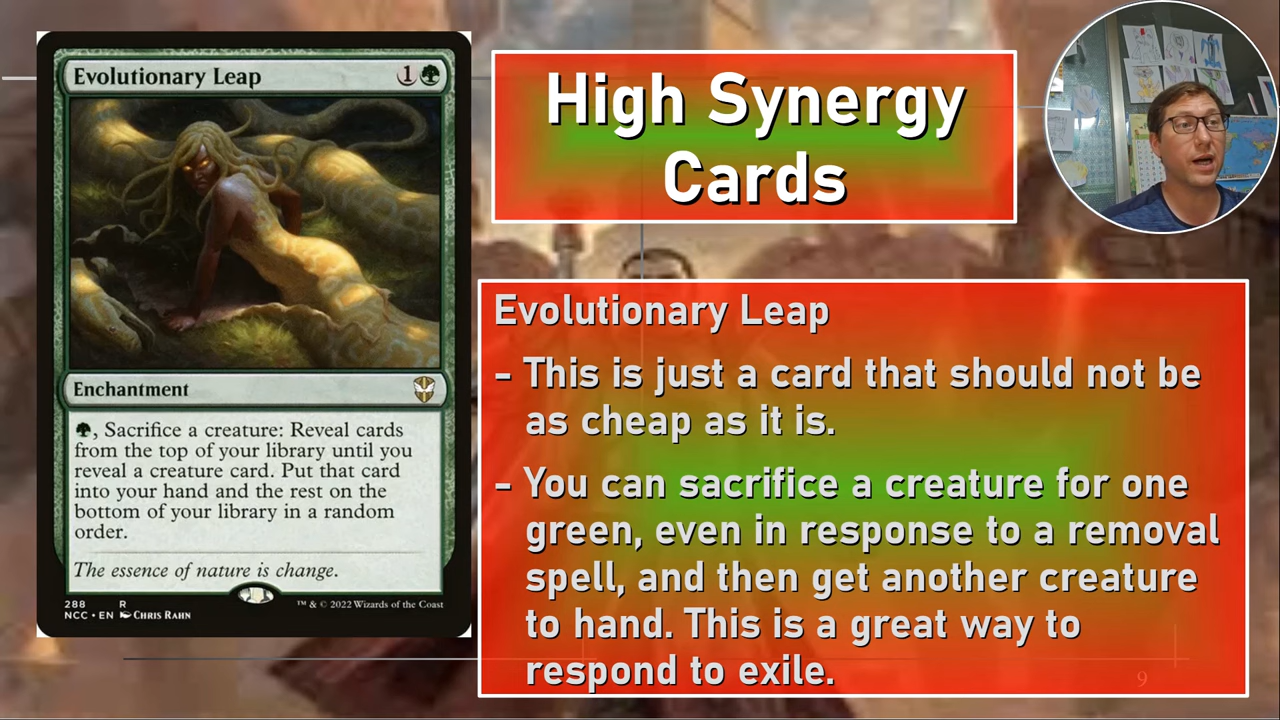 Evolutionary Leap 1
Enchantment
, Sacrifice a creature: Reveal cards
from the top of your library until you
reveal a creature card. Put that card
into your hand and the rest on the
bottom of your library in a random
order.
The essence of nature is change.
288 R
NCC • EN CHRIS RAHN ™ & © 2022 Wizards of the Coast
High Synergy
Cards
Evolutionary Leap
- This is just a card that should not be
as cheap as it is.
- You can sacrifice a creature for one
green, even in response to a removal
spell, and then get another creature
to hand. This is a great way to
respond to exile.
9